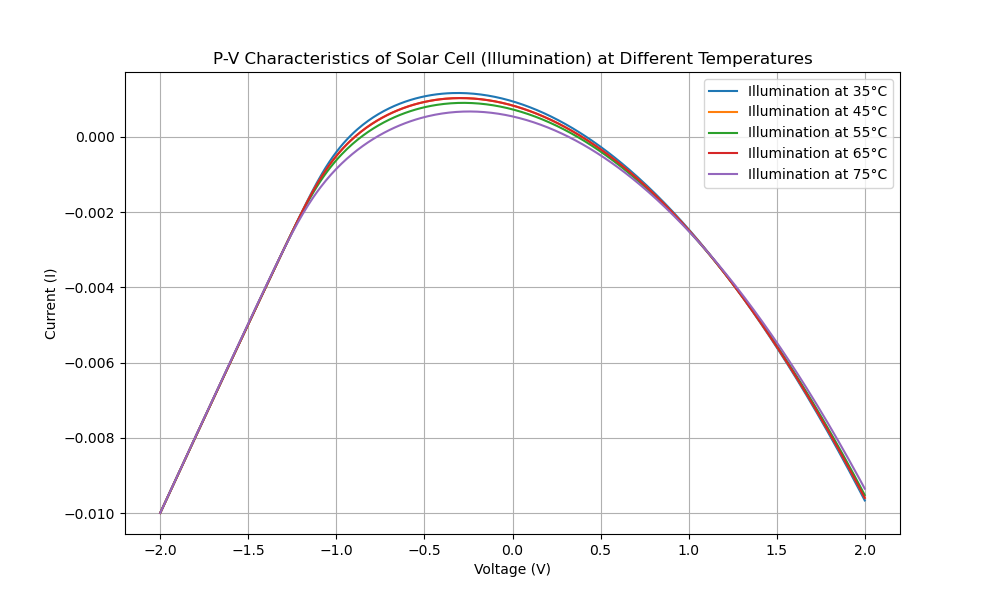 P-V Characteristics of Solar Cell (Illumination) at Different Temperatures
Illumination at 35°C
Illumination at 45°C
Illumination at 55°C
Illumination at 65°C
Illumination at 75°C
0.000
−0.002
−0.004
−0.006
−0.008
−0.010
Current (I)
−2.0 −1.5 −1.0 −0.5 0.0 0.5 1.0 1.5 2.0
Voltage (V)